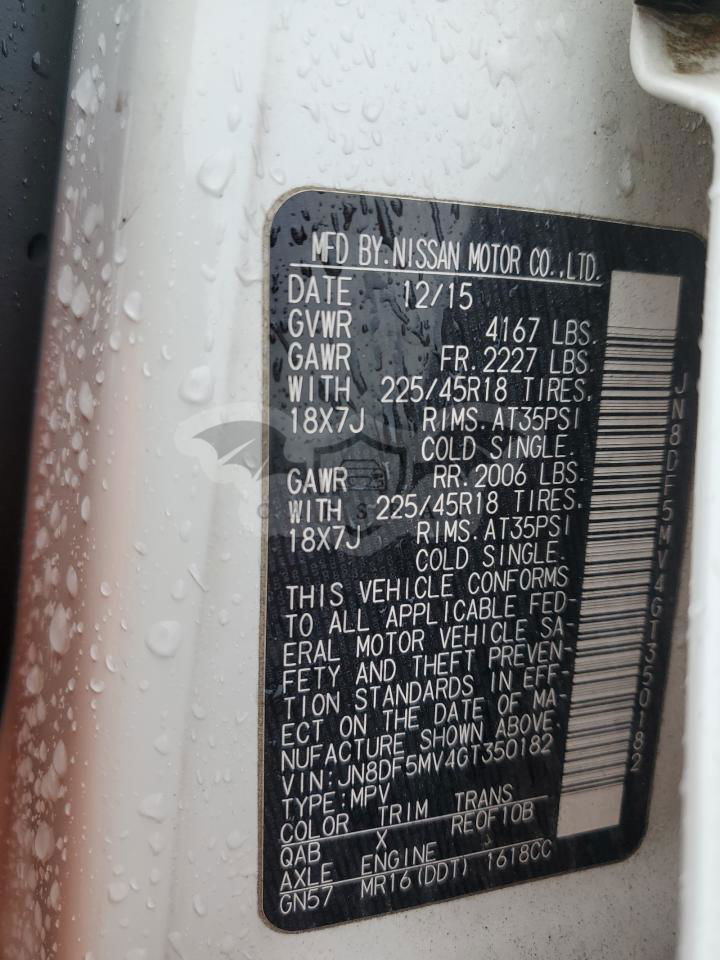 MFD BY.NISSAN MOTOR CO.,LTD.
DATE 12/15
GVWR 4167 LBS.
GAWR FR. 2227 LBS.
WITH 225/45R18 TIRES.
18X7J RIMS. AT35PSI
COLD SINGLE.
GAWR RR. 2006 LBS.
WITH 225/45R18 TIRES.
18X7J RIMS. AT35PSI
COLD SINGLE.
THIS VEHICLE CONFORMS
TO ALL APPLICABLE FED-
ERAL MOTOR VEHICLE SA-
FETY AND THEFT PREVEN-
TION STANDARDS IN EFF-
ECT ON THE DATE OF MA-
NUFACTURE SHOWN ABOVE.
VIN:JN8DF5MV4GT350182
TYPE:MPV
COLOR TRIM TRANS
QAB X RE0F10B
AXLE ENGINE
GN57 MR16(DDT) 1618CC
JN8DF5MV4GT350182